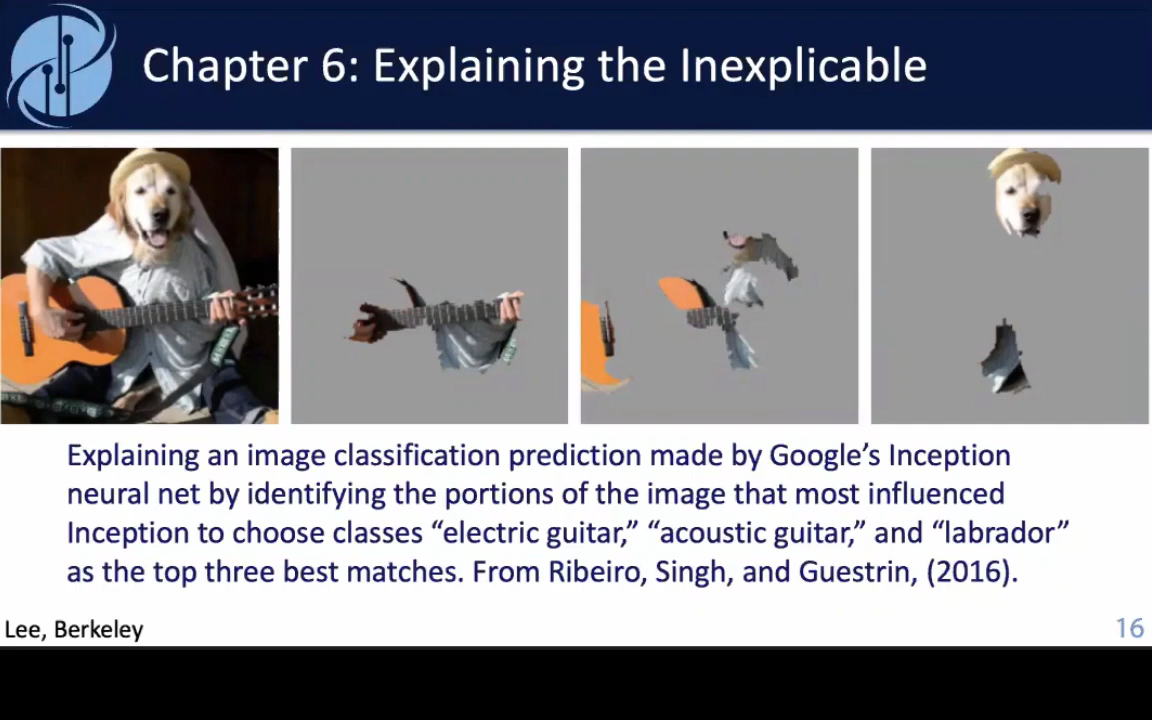 Chapter 6: Explaining the Inexplicable
Explaining an image classification prediction made by Google’s Inception
neural net by identifying the portions of the image that most influenced
Inception to choose classes “electric guitar,” “acoustic guitar,” and “labrador”
as the top three best matches. From Ribeiro, Singh, and Guestrin, (2016).
Lee, Berkeley
16